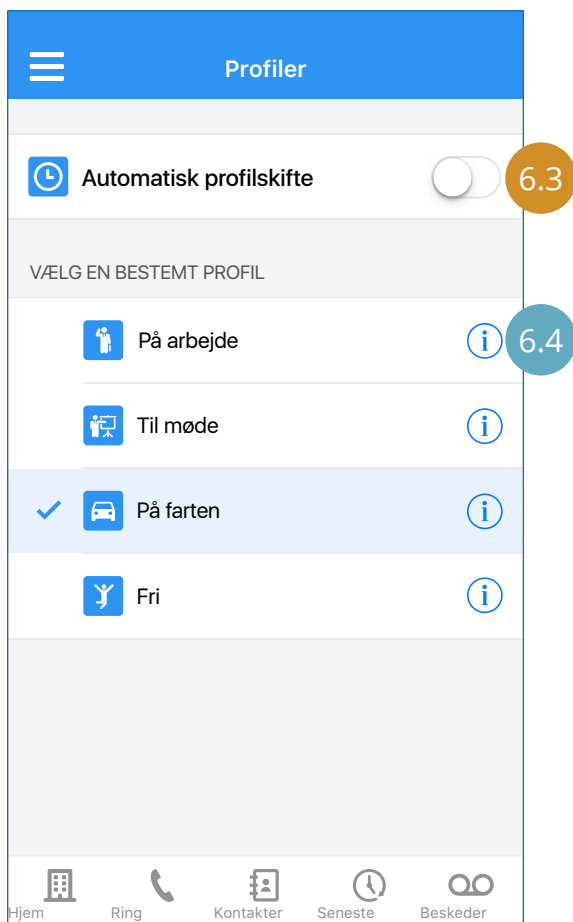 Profiler
Automatisk profilskifte
6.3
VÆLG EN BESTEMT PROFIL
På arbejde
6.4
Til møde
På farten
Fri
Hjem Ring Kontakter Seneste Beskeder